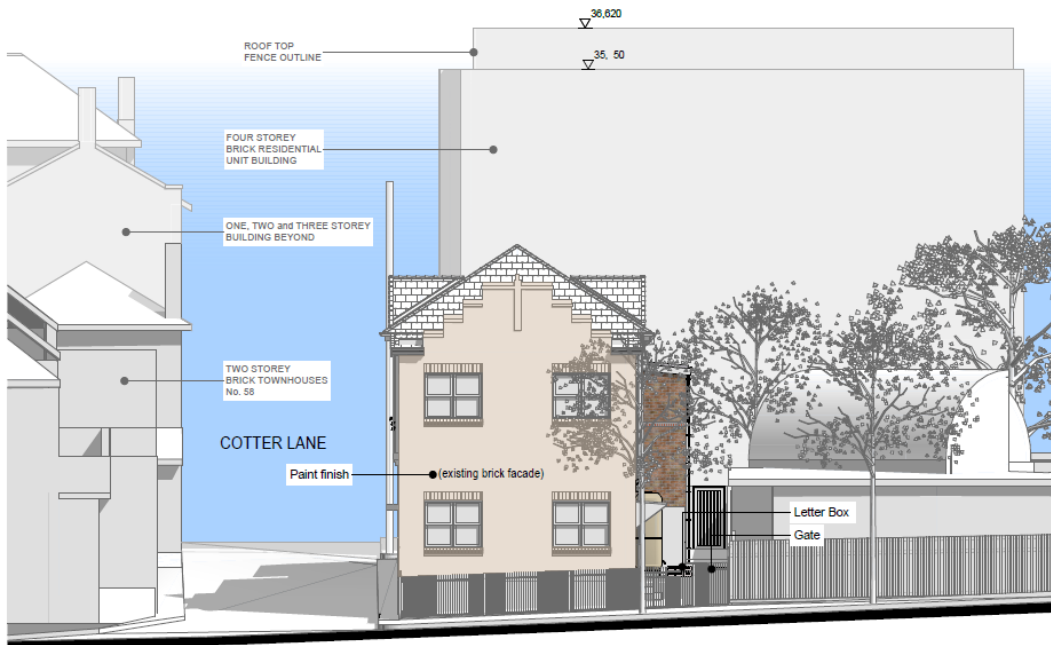 36,620
ROOF TOP
FENCE OUTLINE
35, 50
FOUR STOREY
BRICK RESIDENTIAL
UNIT BUILDING
ONE, TWO and THREE STOREY
BUILDING BEYOND
TWO STOREY
BRICK TOWNHOUSES
No. 58
COTTER LANE
Paint finish
(existing brick facade)
Letter Box
Gate